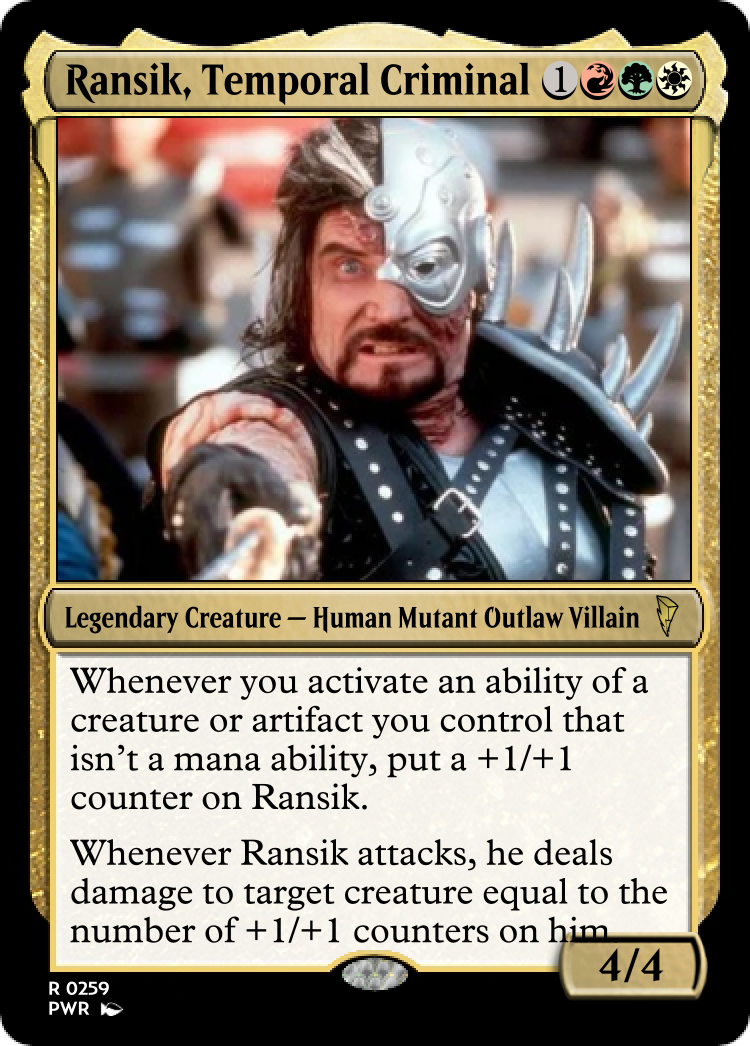 Ransik, Temporal Criminal 1
Legendary Creature — Human Mutant Outlaw Villain
Whenever you activate an ability of a
creature or artifact you control that
isn't a mana ability, put a +1/+1
counter on Ransik.
Whenever Ransik attacks, he deals
damage to target creature equal to the
number of +1/+1 counters on him.
4/4
R 0259
PWR